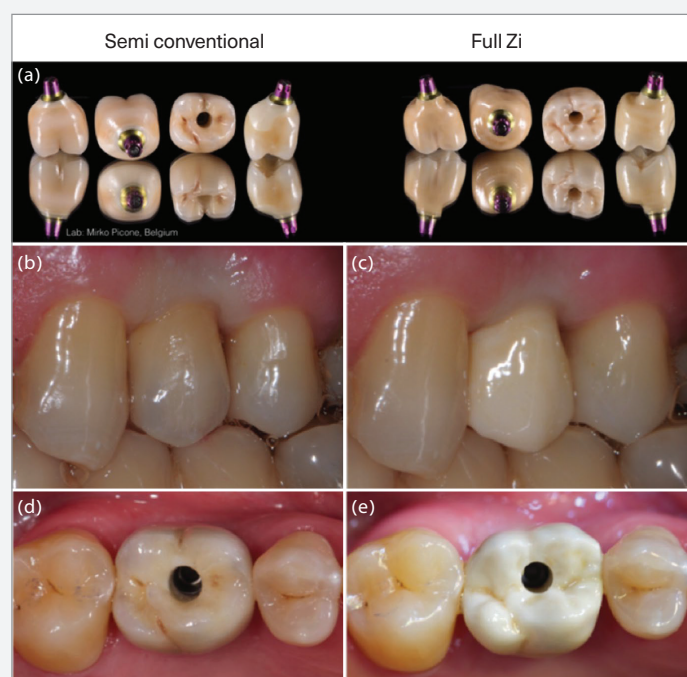 Semi conventional
Full Zi
(a)
Lab: Mirko Picone, Belgium
(b)
(c)
(d)
(e)